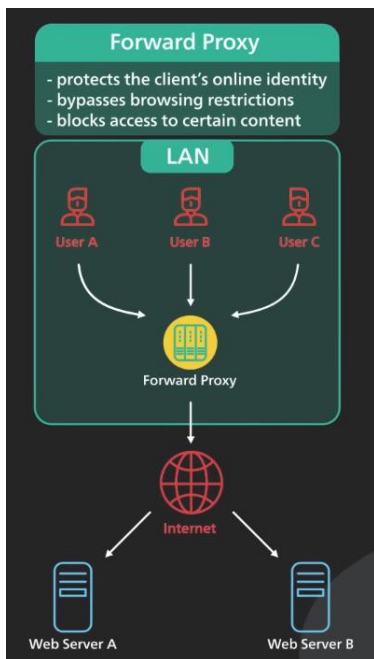 Forward Proxy
- protects the client's online identity
- bypasses browsing restrictions
- blocks access to certain content
LAN
User A
User B
User C
Forward Proxy
Internet
Web Server A
Web Server B